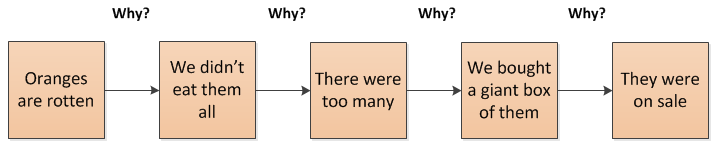 Why?
Why?
Why?
Why?
Oranges
are rotten
We didn't
eat them
all
There were
too many
We bought
a giant box
of them
They were
on sale